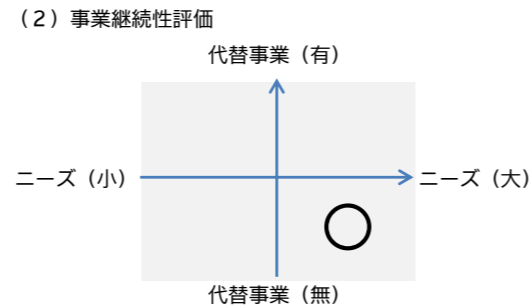 （２）事業継続性評価
代替事業（有）
ニーズ（小）
ニーズ（大）
代替事業（無）